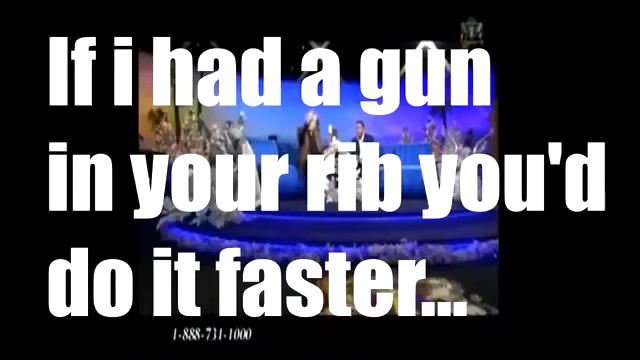 If i had a gun
in your rib you'd
do it faster...
1-888-731-1000